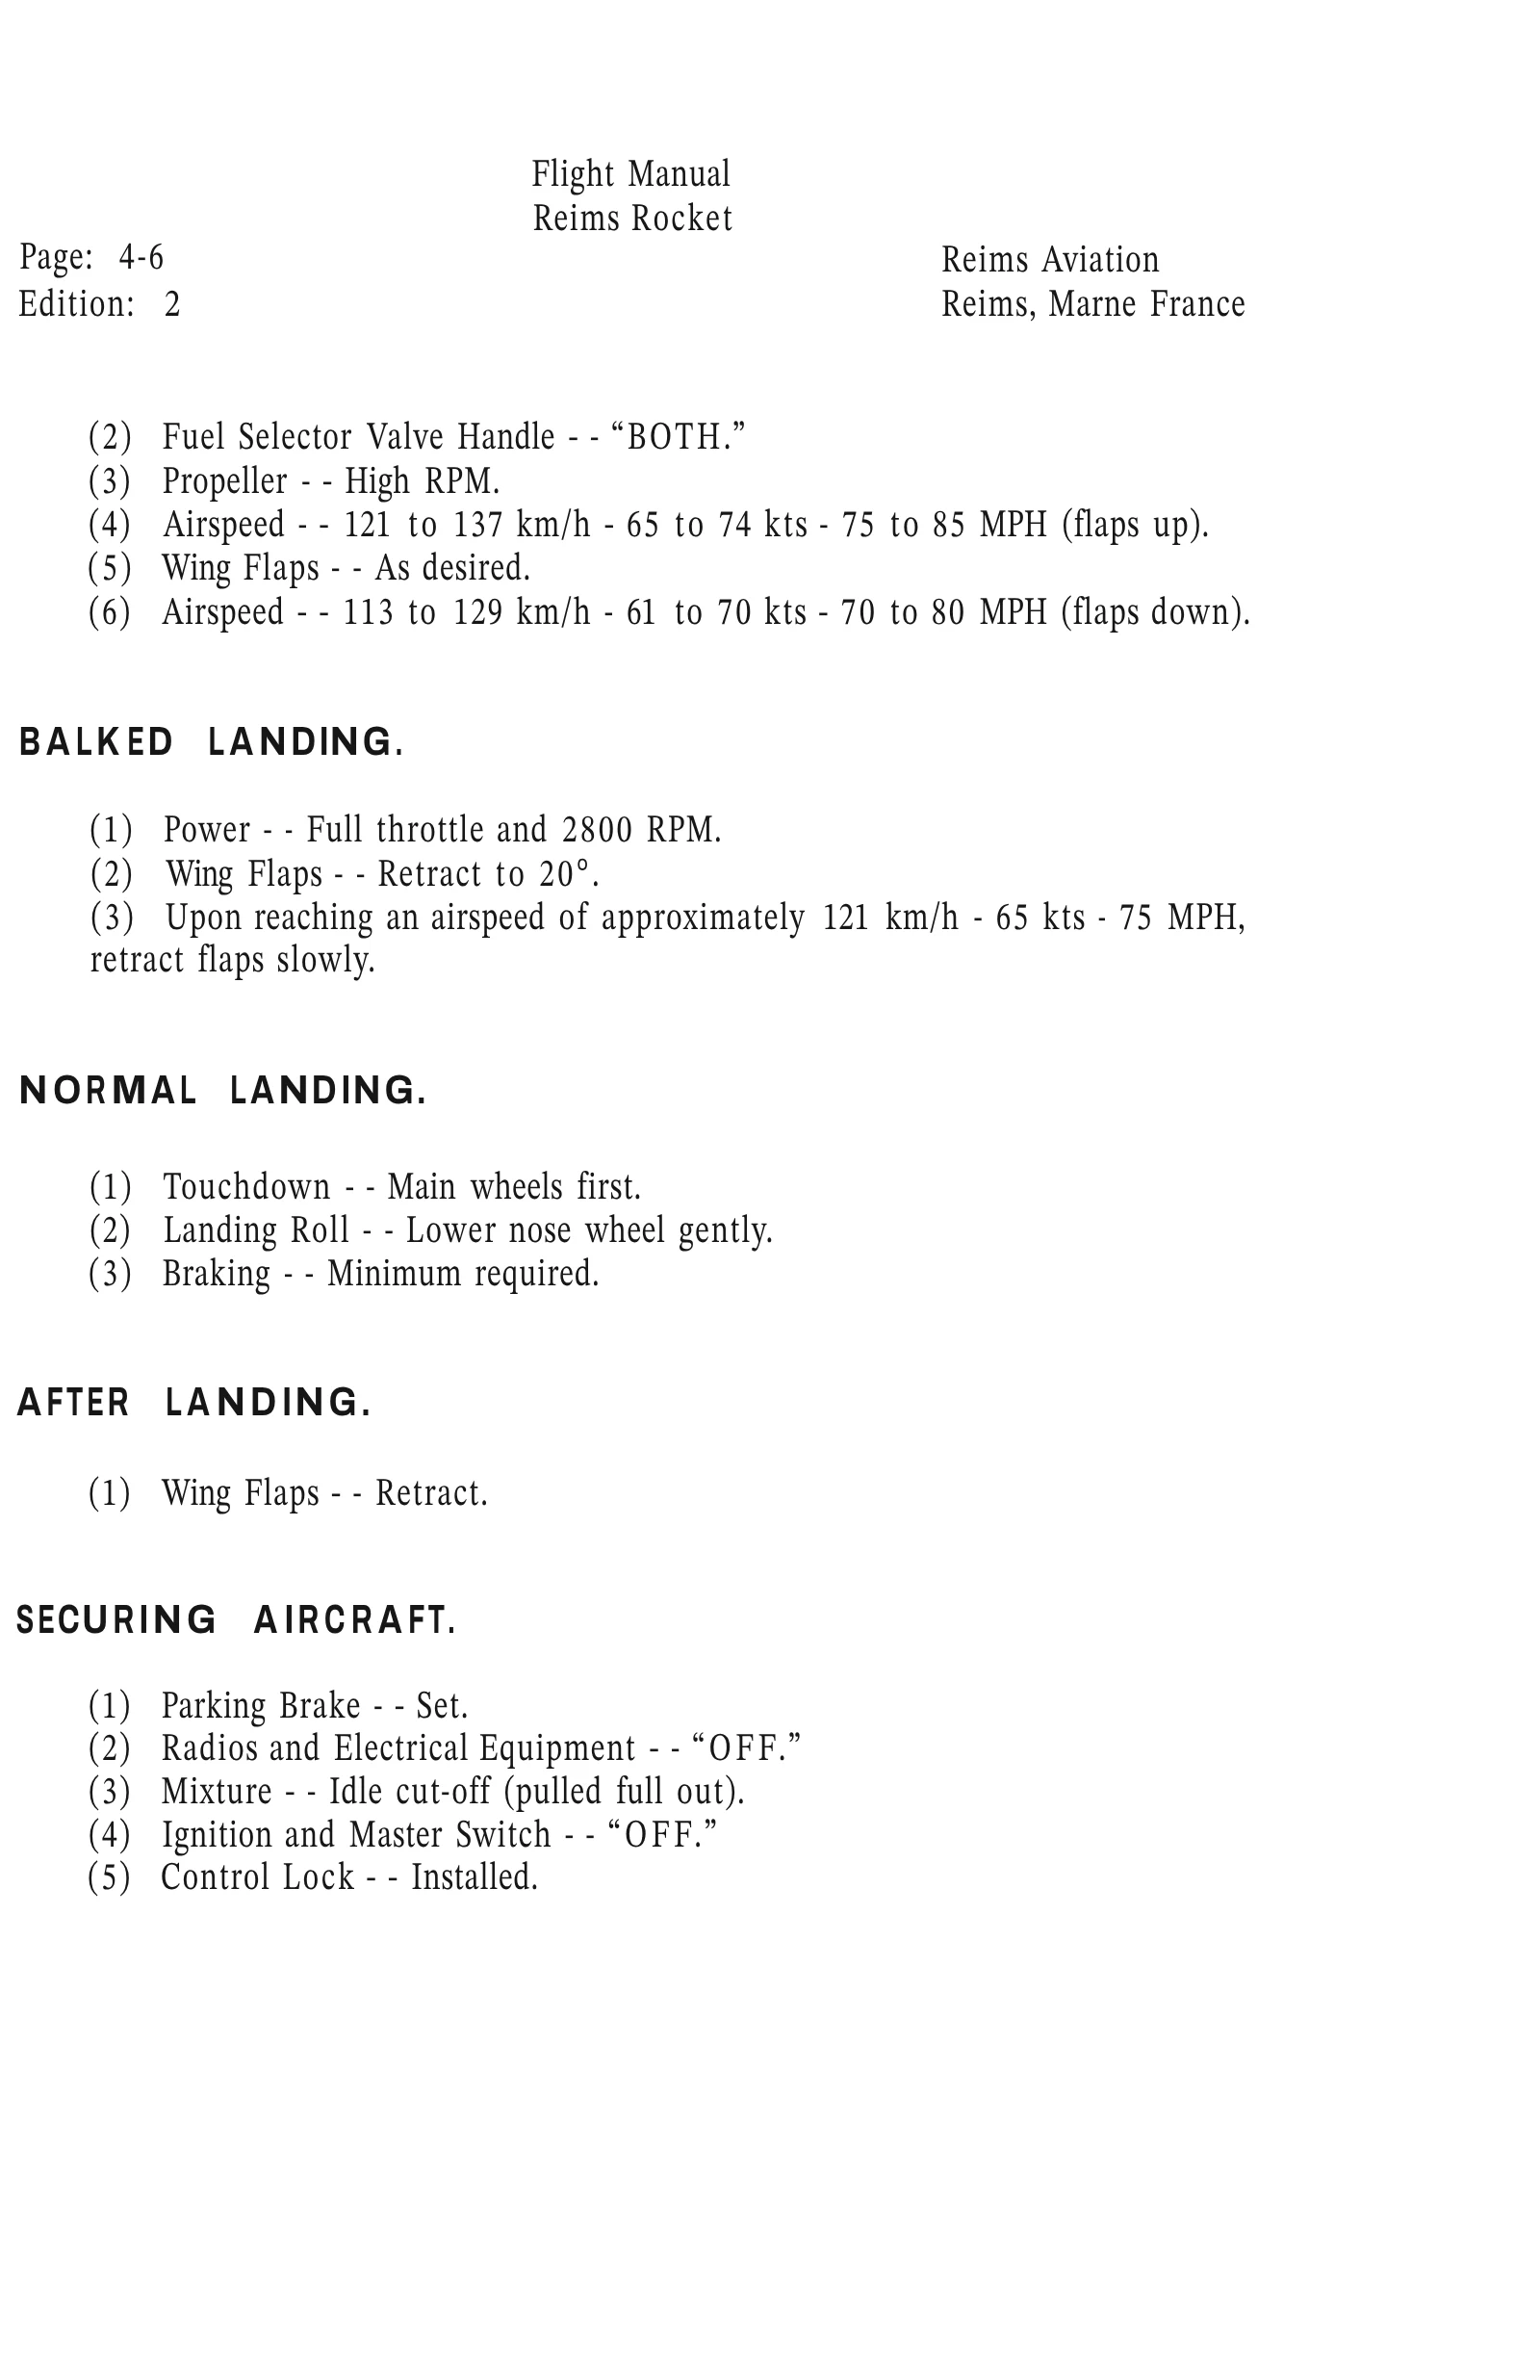 Flight Manual
Reims Rocket
Page: 4-6
Edition: 2
Reims Aviation
Reims, Marne France
(2) Fuel Selector Valve Handle - - “BOTH.”
(3) Propeller - - High RPM.
(4) Airspeed - - 121 to 137 km/h - 65 to 74 kts - 75 to 85 MPH (flaps up).
(5) Wing Flaps - - As desired.
(6) Airspeed - - 113 to 129 km/h - 61 to 70 kts - 70 to 80 MPH (flaps down).
BALKED LANDING.
(1) Power - - Full throttle and 2800 RPM.
(2) Wing Flaps - - Retract to 20°.
(3) Upon reaching an airspeed of approximately 121 km/h - 65 kts - 75 MPH,
retract flaps slowly.
NORMAL LANDING.
(1) Touchdown - - Main wheels first.
(2) Landing Roll - - Lower nose wheel gently.
(3) Braking - - Minimum required.
AFTER LANDING.
(1) Wing Flaps - - Retract.
SECURING AIRCRAFT.
(1) Parking Brake - - Set.
(2) Radios and Electrical Equipment - - “OFF.”
(3) Mixture - - Idle cut-off (pulled full out).
(4) Ignition and Master Switch - - “OFF.”
(5) Control Lock - - Installed.